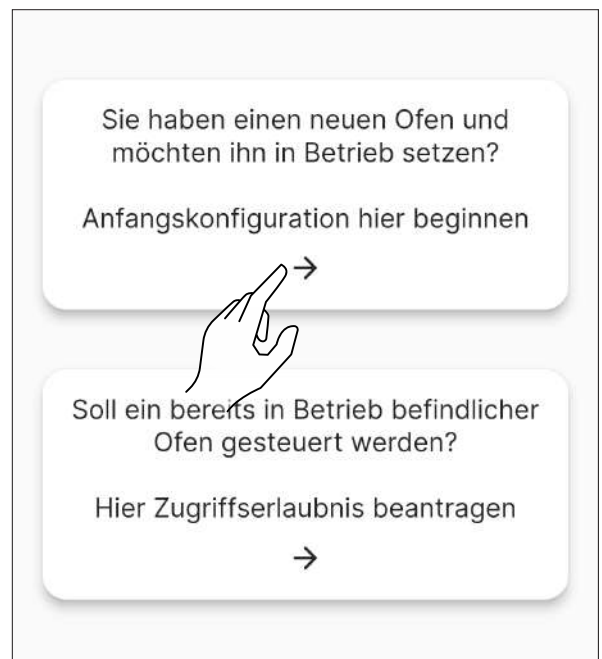 Sie haben einen neuen Ofen und
möchten ihn in Betrieb setzen?
Anfangskonfiguration hier beginnen
→
Soll ein bereits in Betrieb befindlicher
Ofen gesteuert werden?
Hier Zugriffserlaubnis beantragen
→